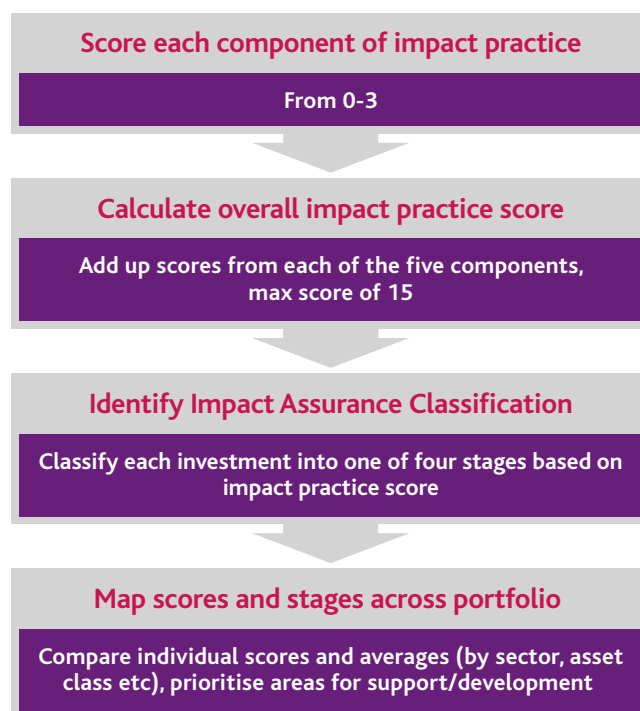 Score each component of impact practice
From 0-3
Calculate overall impact practice score
Add up scores from each of the five components,
max score of 15
Identify Impact Assurance Classification
Classify each investment into one of four stages based on
impact practice score
Map scores and stages across portfolio
Compare individual scores and averages (by sector, asset
class etc), prioritise areas for support/development